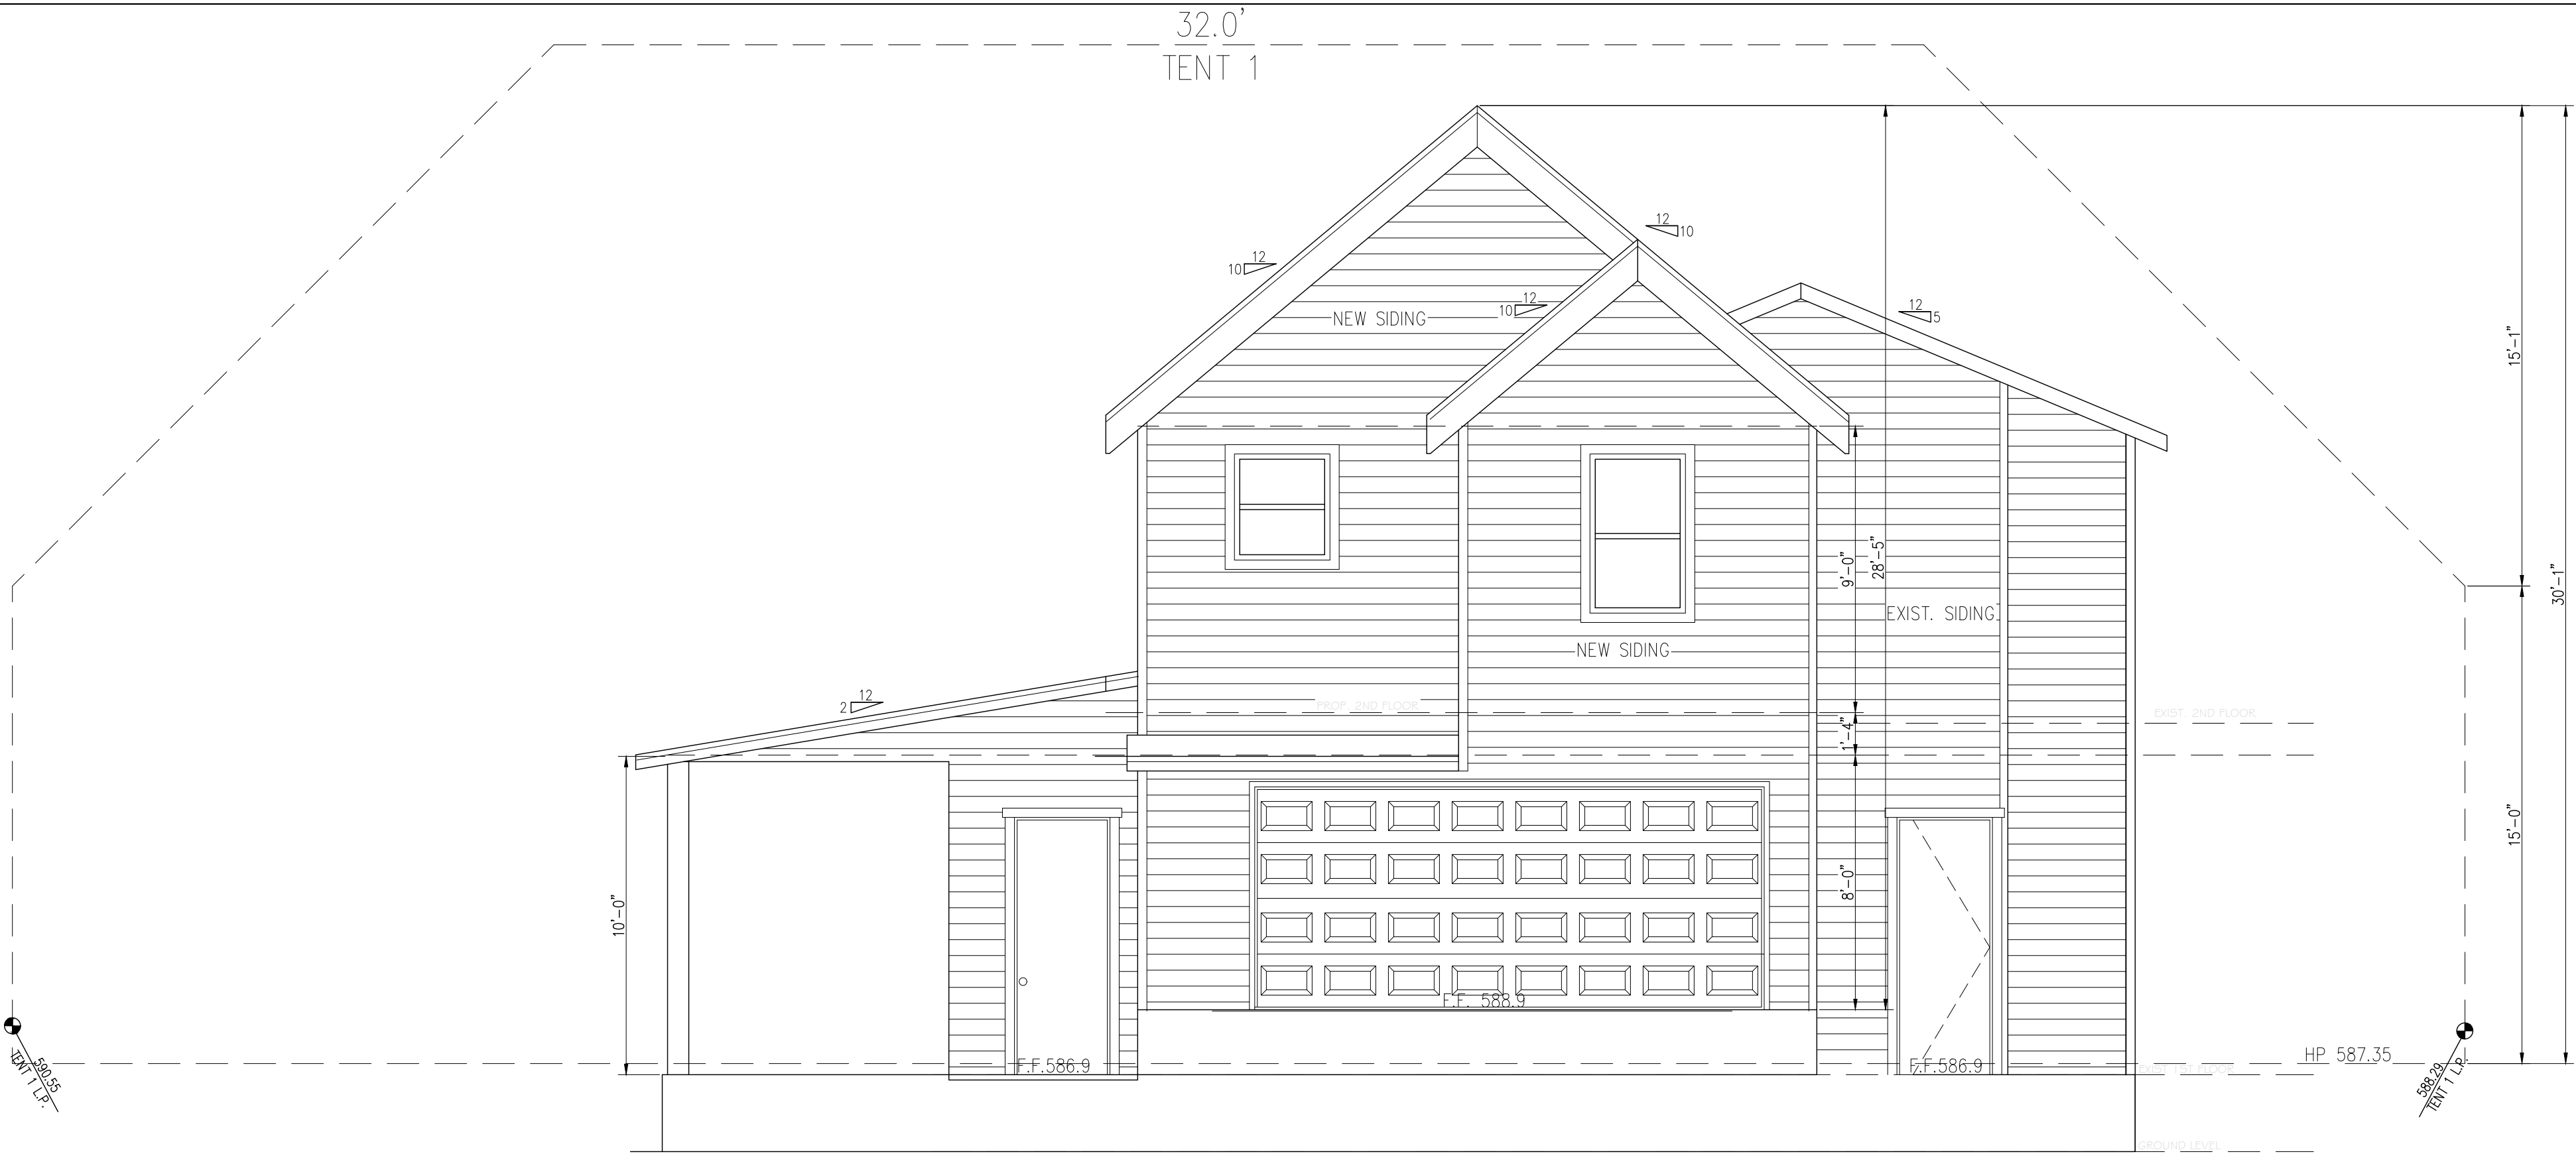 32.0'
TENT 1
12
10
12
10
12
10
12
5
NEW SIDING
15'-1"
30'-1"
9'-0"
28'-5"
EXIST. SIDING
NEW SIDING
12
2
PROP. 2ND FLOOR
EXIST. 2ND FLOOR
1'-4"
15'-0"
8'-0"
10'-0"
F.F. 588.9
HP 587.35
F.F.586.9
F.F.586.9
EXIST 1ST FLOOR
590.55
TENT 1 L.P.
588.29
TENT 1 L.P.
GROUND LEVEL